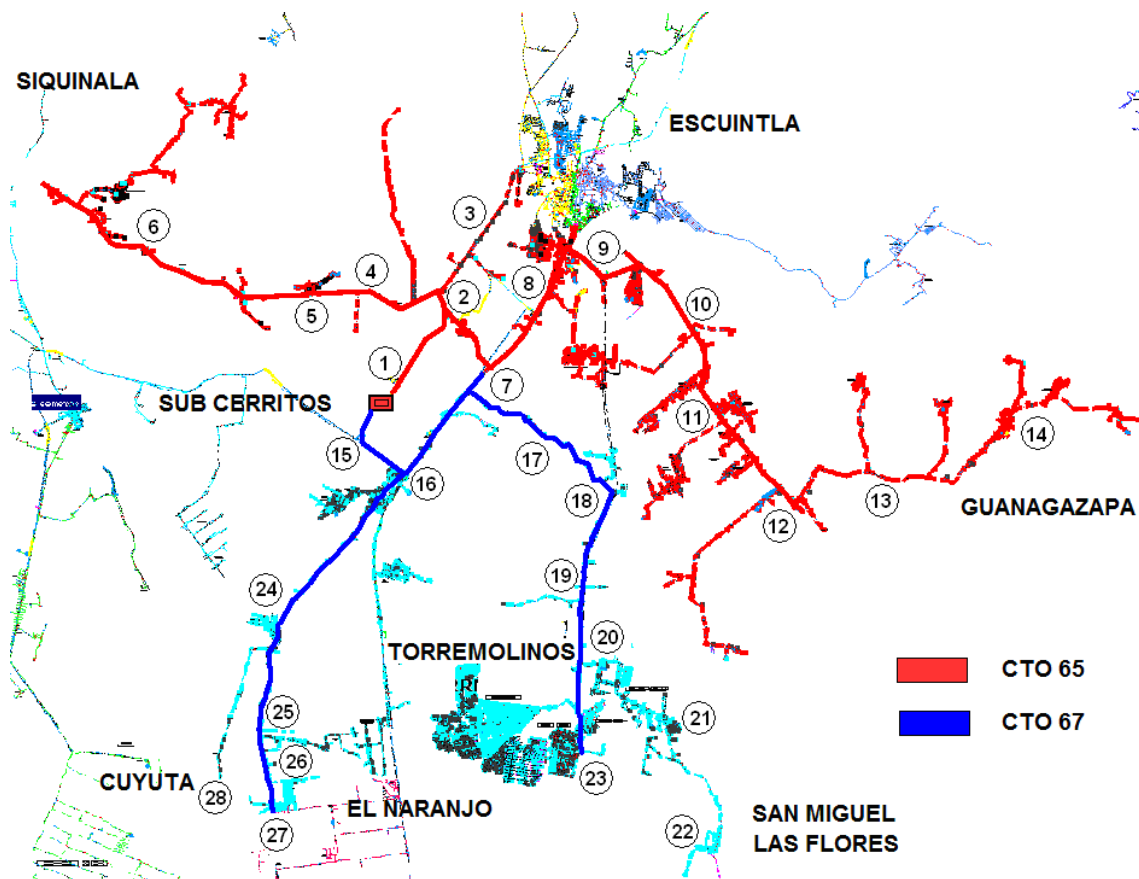 SIQUINALA
ESCUINTLA
3
6
9
4
8
2
10
5
1
SUB CERRITOS
7
11
14
15
17
16
13
18
12
GUANAGAZAPA
24
19
20
TORREMOLINOS
CTO 65
25
21
CTO 67
26
23
CUYUTA
28
EL NARANJO
SAN MIGUEL
LAS FLORES
27
22